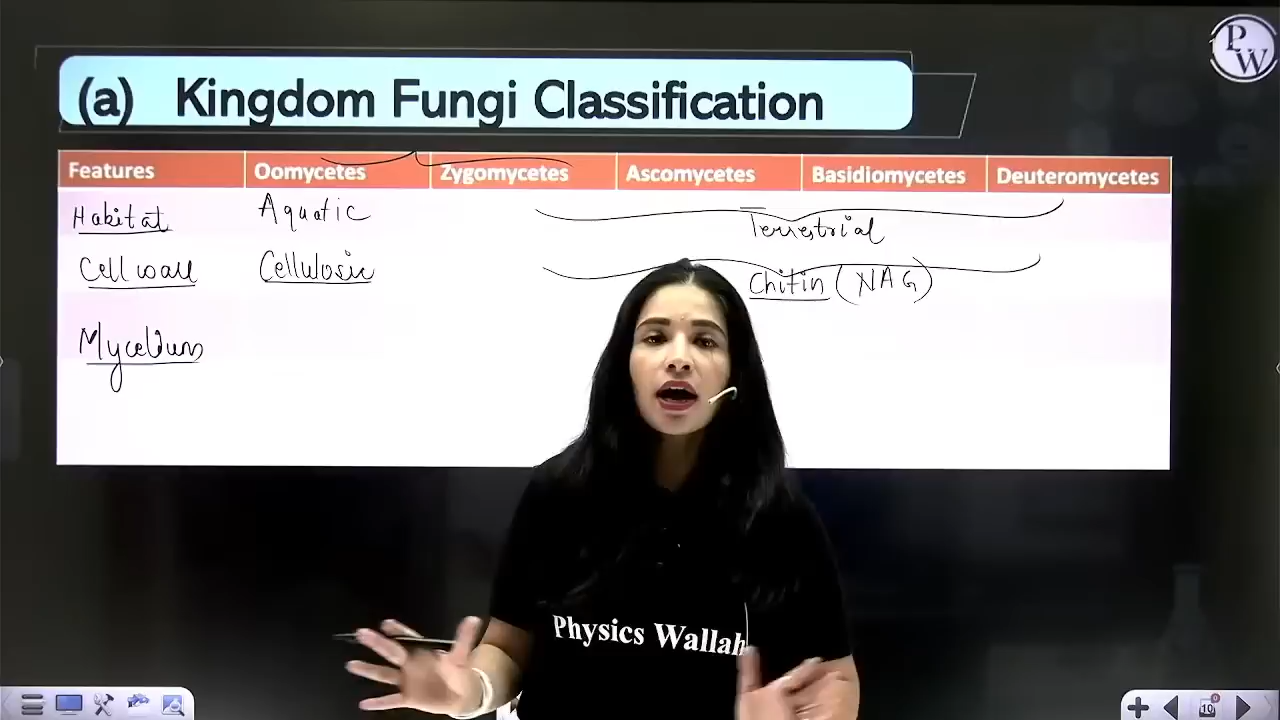 PW
(a) Kingdom Fungi Classification
Features Oomycetes Zygomycetes Ascomycetes Basidiomycetes Deuteromycetes
Habitat Aquatic Terrestrial
Cell wall Cellulosic Chitin (NAG)
Mycelium
Physics Wallah
10